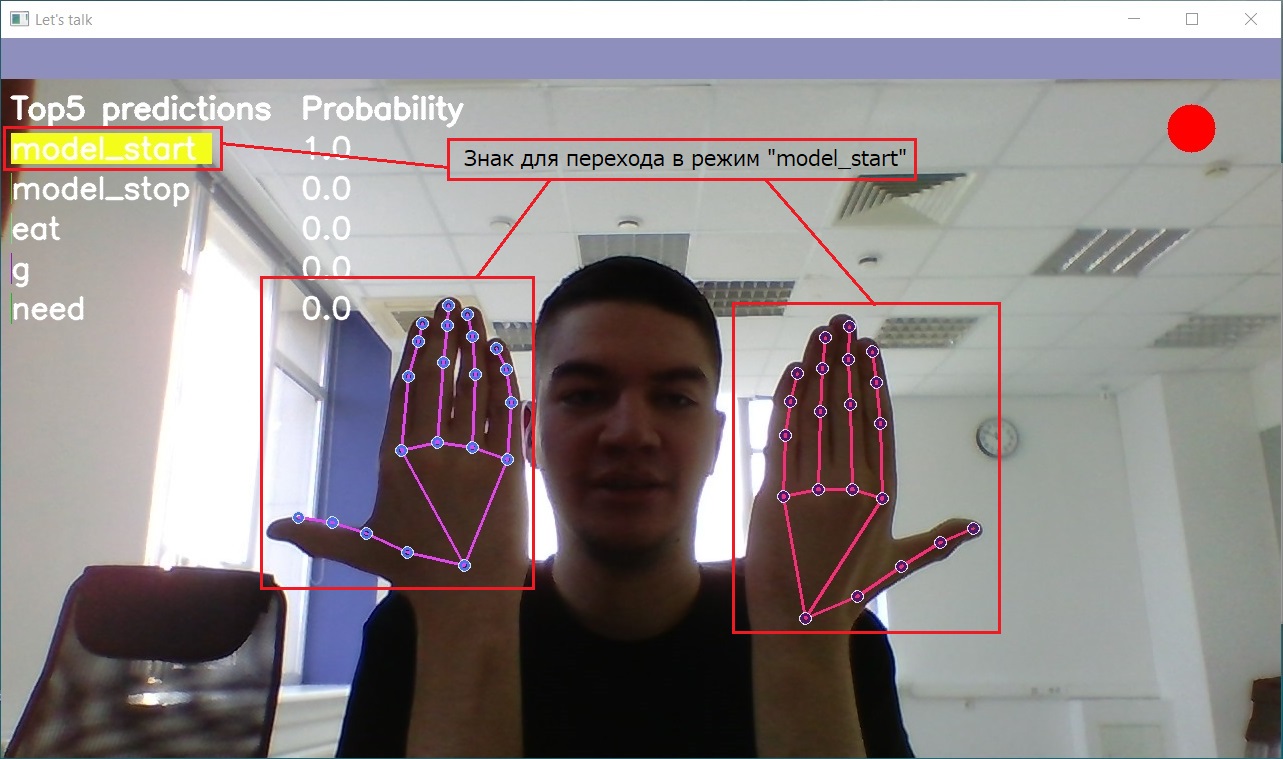 Let's talk
Top5 predictions Probability
model_start 1.0
model_stop 0.0
eat 0.0
g 0.0
need 0.0
Знак для перехода в режим "model_start"